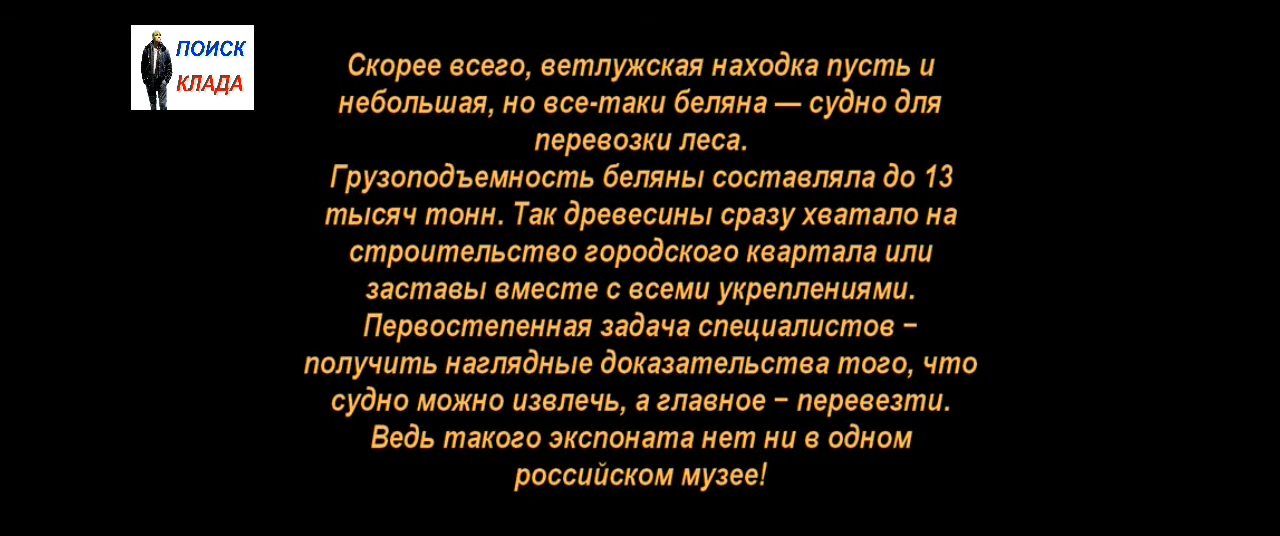 ПОИСК
КЛАДА
Скорее всего, ветлужская находка пусть и
небольшая, но все-таки беляна — судно для
перевозки леса.
Грузоподъемность беляны составляла до 13
тысяч тонн. Так древесины сразу хватало на
строительство городского квартала или
заставы вместе с всеми укреплениями.
Первостепенная задача специалистов –
получить наглядные доказательства того, что
судно можно извлечь, а главное – перевезти.
Ведь такого экспоната нет ни в одном
российском музее!